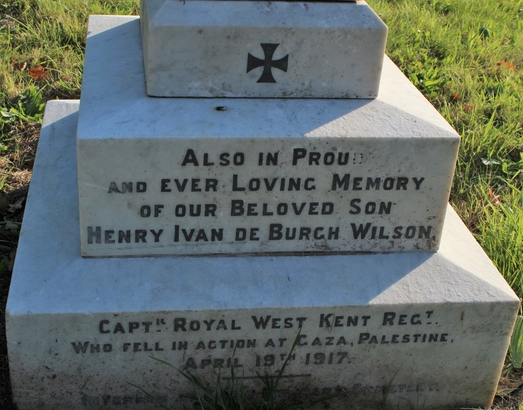 ALSO IN PROUD
AND EVER LOVING MEMORY
OF OUR BELOVED SON
HENRY IVAN DE BURGH WILSON
CAPTN. ROYAL WEST KENT REGT.
WHO FELL IN ACTION AT GAZA, PALESTINE,
APRIL 19TH 1917.
INTERRED